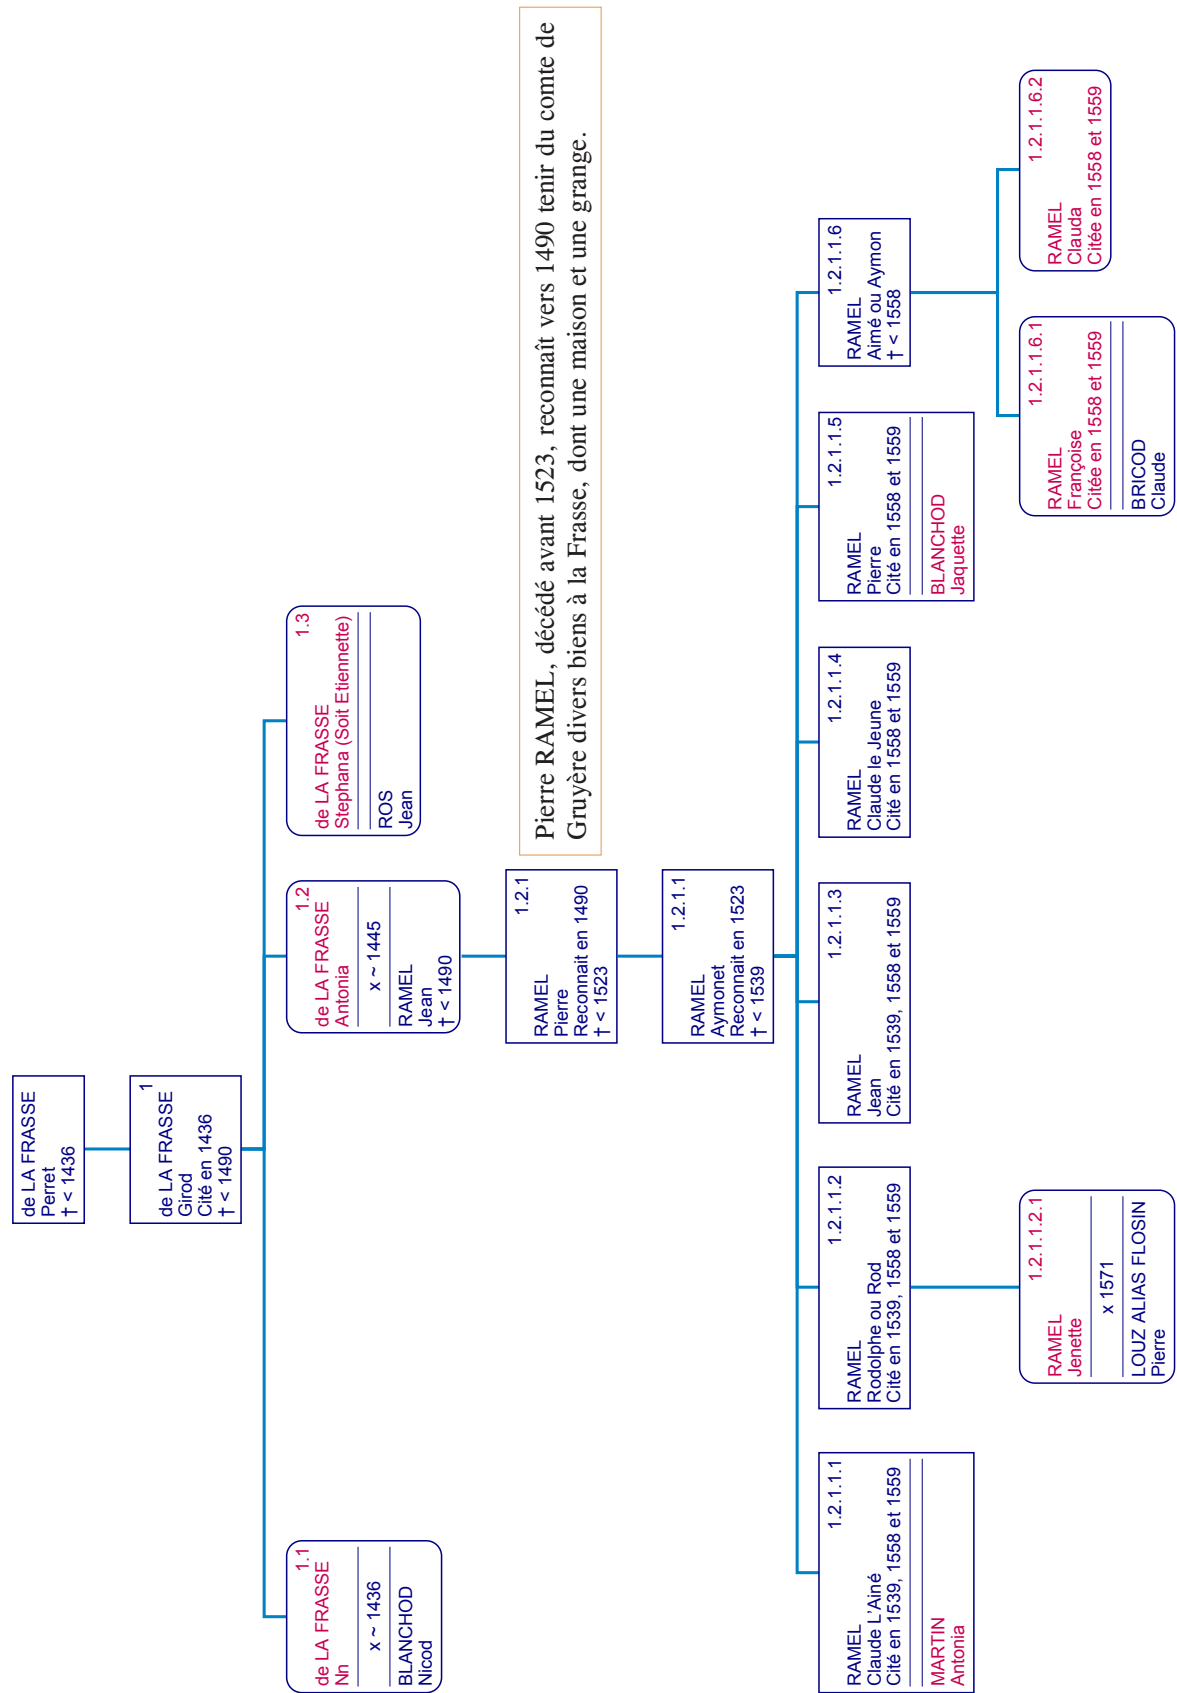 de LA FRASSE
Perret
† < 1436
1
de LA FRASSE
Girod
Cité en 1436
† < 1490
1.1
de LA FRASSE
Nn
x ~ 1436
BLANCHOD
Nicod
1.2
de LA FRASSE
Antonia
x ~ 1445
RAMEL
Jean
† < 1490
1.3
de LA FRASSE
Stephana (Soit Etiennette)
ROS
Jean
1.2.1
RAMEL
Pierre
Reconnait en 1490
† < 1523
Pierre RAMEL, décédé avant 1523, reconnaît vers 1490 tenir du comte de
Gruyère divers biens à la Frasse, dont une maison et une grange.
1.2.1.1
RAMEL
Aymonet
Reconnait en 1523
† < 1539
1.2.1.1.1
RAMEL
Claude L'Ainé
Cité en 1539, 1558 et 1559
MARTIN
Antonia
1.2.1.1.2
RAMEL
Rodolphe ou Rod
Cité en 1539, 1558 et 1559
1.2.1.1.3
RAMEL
Jean
Cité en 1539, 1558 et 1559
1.2.1.1.4
RAMEL
Claude le Jeune
Cité en 1558 et 1559
1.2.1.1.5
RAMEL
Pierre
Cité en 1558 et 1559
BLANCHOD
Jaquette
1.2.1.1.6
RAMEL
Aimé ou Aymon
† < 1558
1.2.1.1.2.1
RAMEL
Jenette
x 1571
LOUZ ALIAS FLOSIN
Pierre
1.2.1.1.6.1
RAMEL
Françoise
Citée en 1558 et 1559
BRICOD
Claude
1.2.1.1.6.2
RAMEL
Clauda
Citée en 1558 et 1559